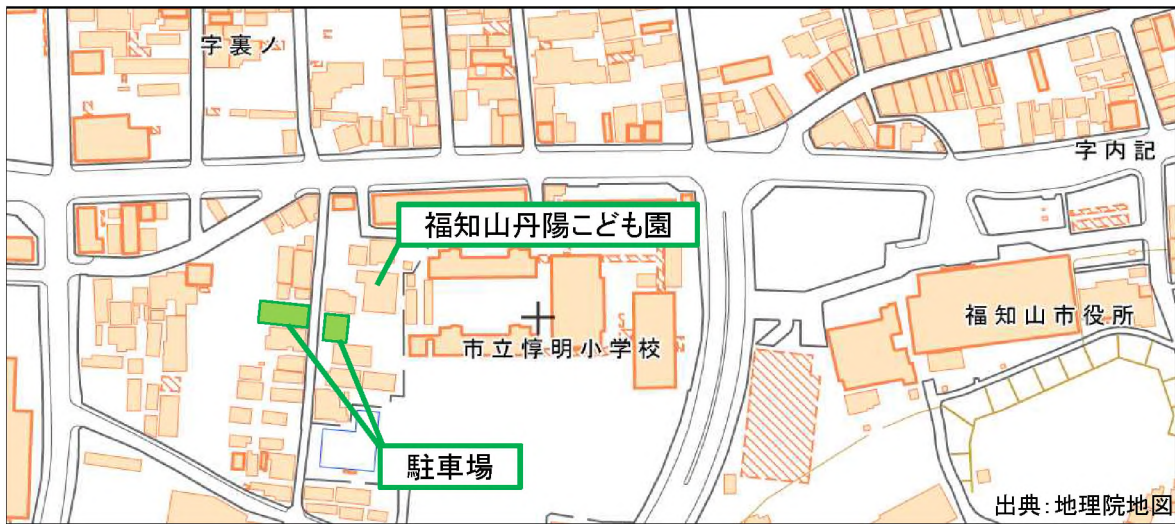 字裏ノ
字内記
福知山丹陽こども園
福知山市役所
市立惇明小学校
駐車場
出典：地理院地図